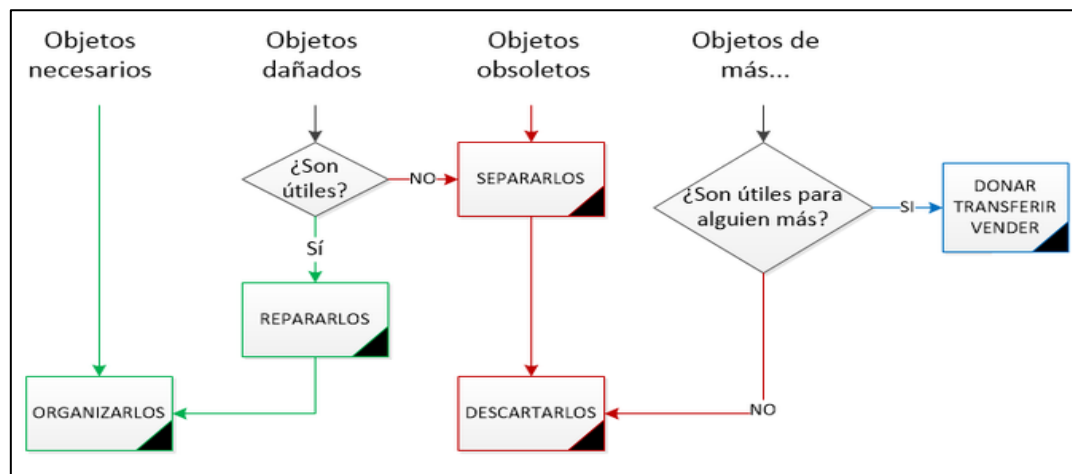 Objetos
necesarios
Objetos
dañados
Objetos
obsoletos
Objetos de
más...
¿Son
útiles?
NO
SEPARARLOS
¿Son útiles para
alguien más?
SI
DONAR
TRANSFERIR
VENDER
Sí
REPARARLOS
ORGANIZARLOS
DESCARTARLOS
NO